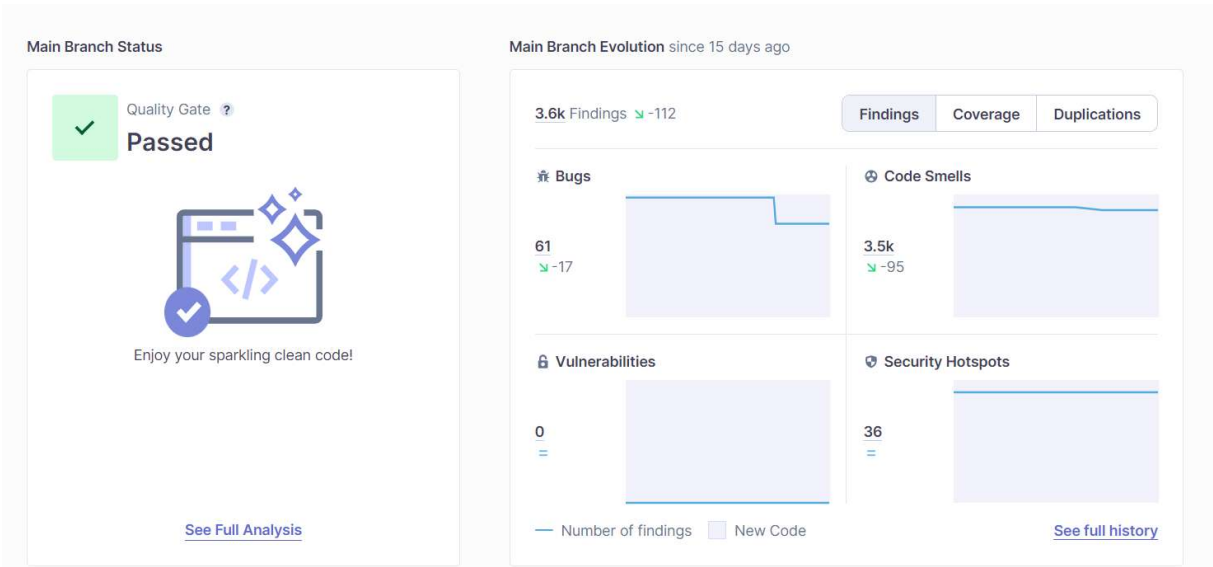 Main Branch Status
Quality Gate ?
Passed
Enjoy your sparkling clean code!
See Full Analysis
Main Branch Evolution since 15 days ago
3.6k Findings -112
Findings
Coverage
Duplications
Bugs
61
-17
Code Smells
3.5k
-95
Vulnerabilities
0
=
Security Hotspots
36
=
Number of findings
New Code
See full history